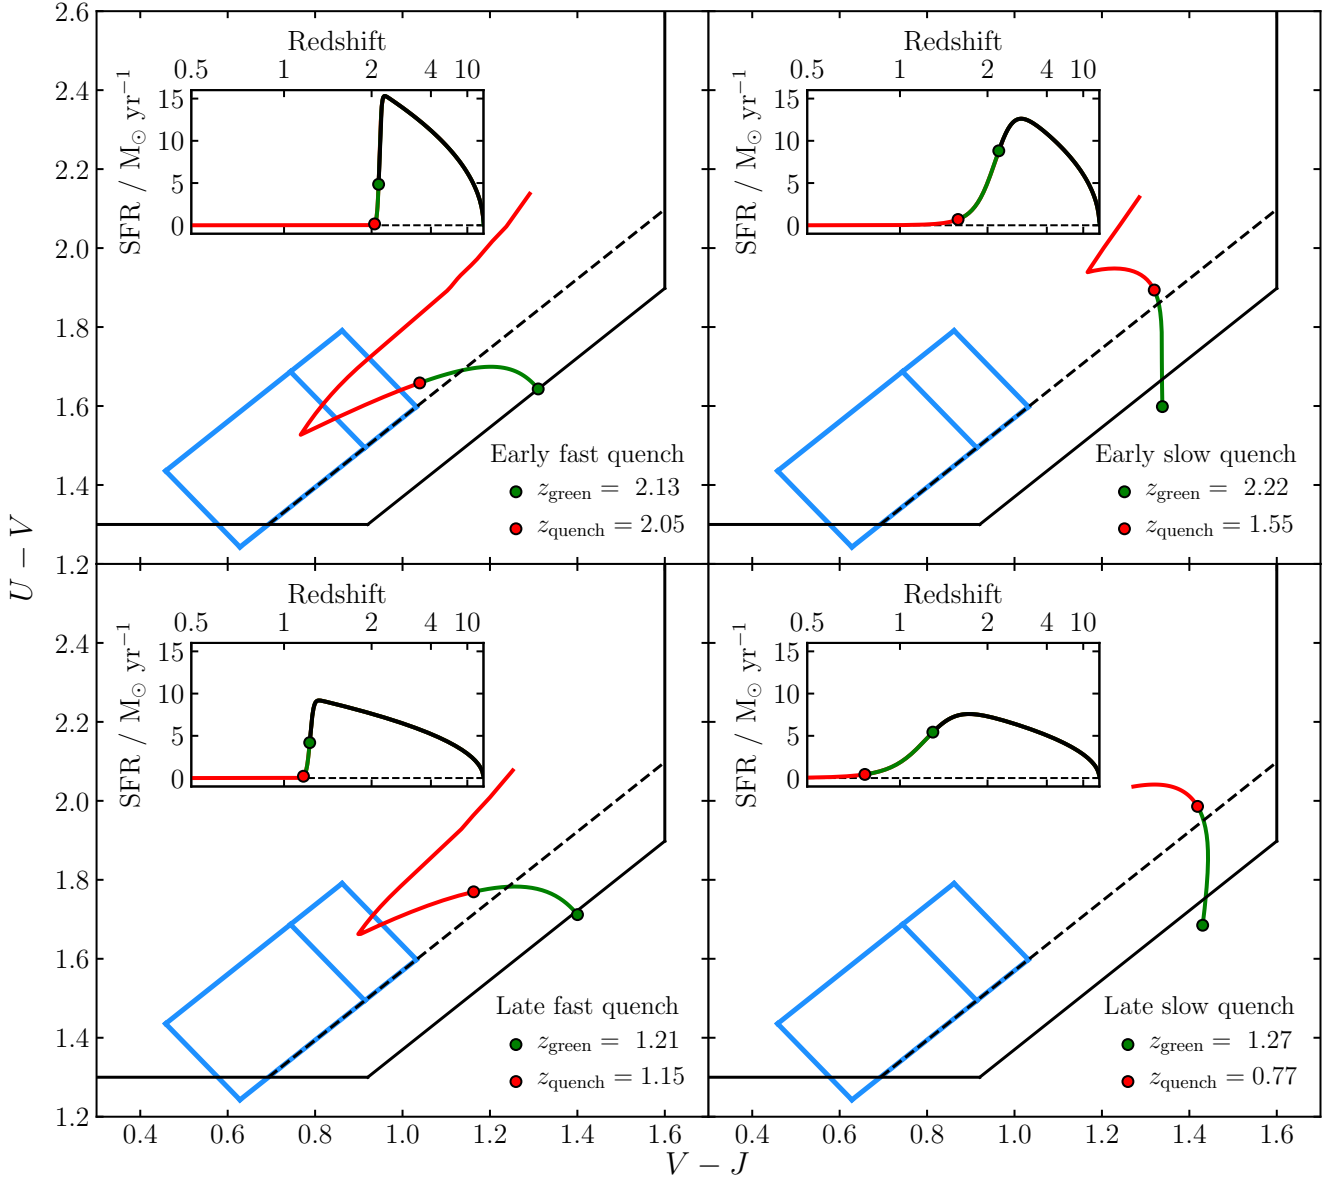 Redshift
0.5 1 2 4 10
SFR / M⊙ yr⁻¹
15
10
5
0
2.6
2.4
2.2
2.0
1.8
1.6
1.4
1.2
Early fast quench
z_green = 2.13
z_quench = 2.05
Redshift
0.5 1 2 4 10
SFR / M⊙ yr⁻¹
15
10
5
0
Early slow quench
z_green = 2.22
z_quench = 1.55
U − V
Redshift
0.5 1 2 4 10
SFR / M⊙ yr⁻¹
15
10
5
0
2.4
2.2
2.0
1.8
1.6
1.4
1.2
Late fast quench
z_green = 1.21
z_quench = 1.15
0.4 0.6 0.8 1.0 1.2 1.4 1.6
Redshift
0.5 1 2 4 10
SFR / M⊙ yr⁻¹
15
10
5
0
Late slow quench
z_green = 1.27
z_quench = 0.77
0.4 0.6 0.8 1.0 1.2 1.4 1.6
V − J